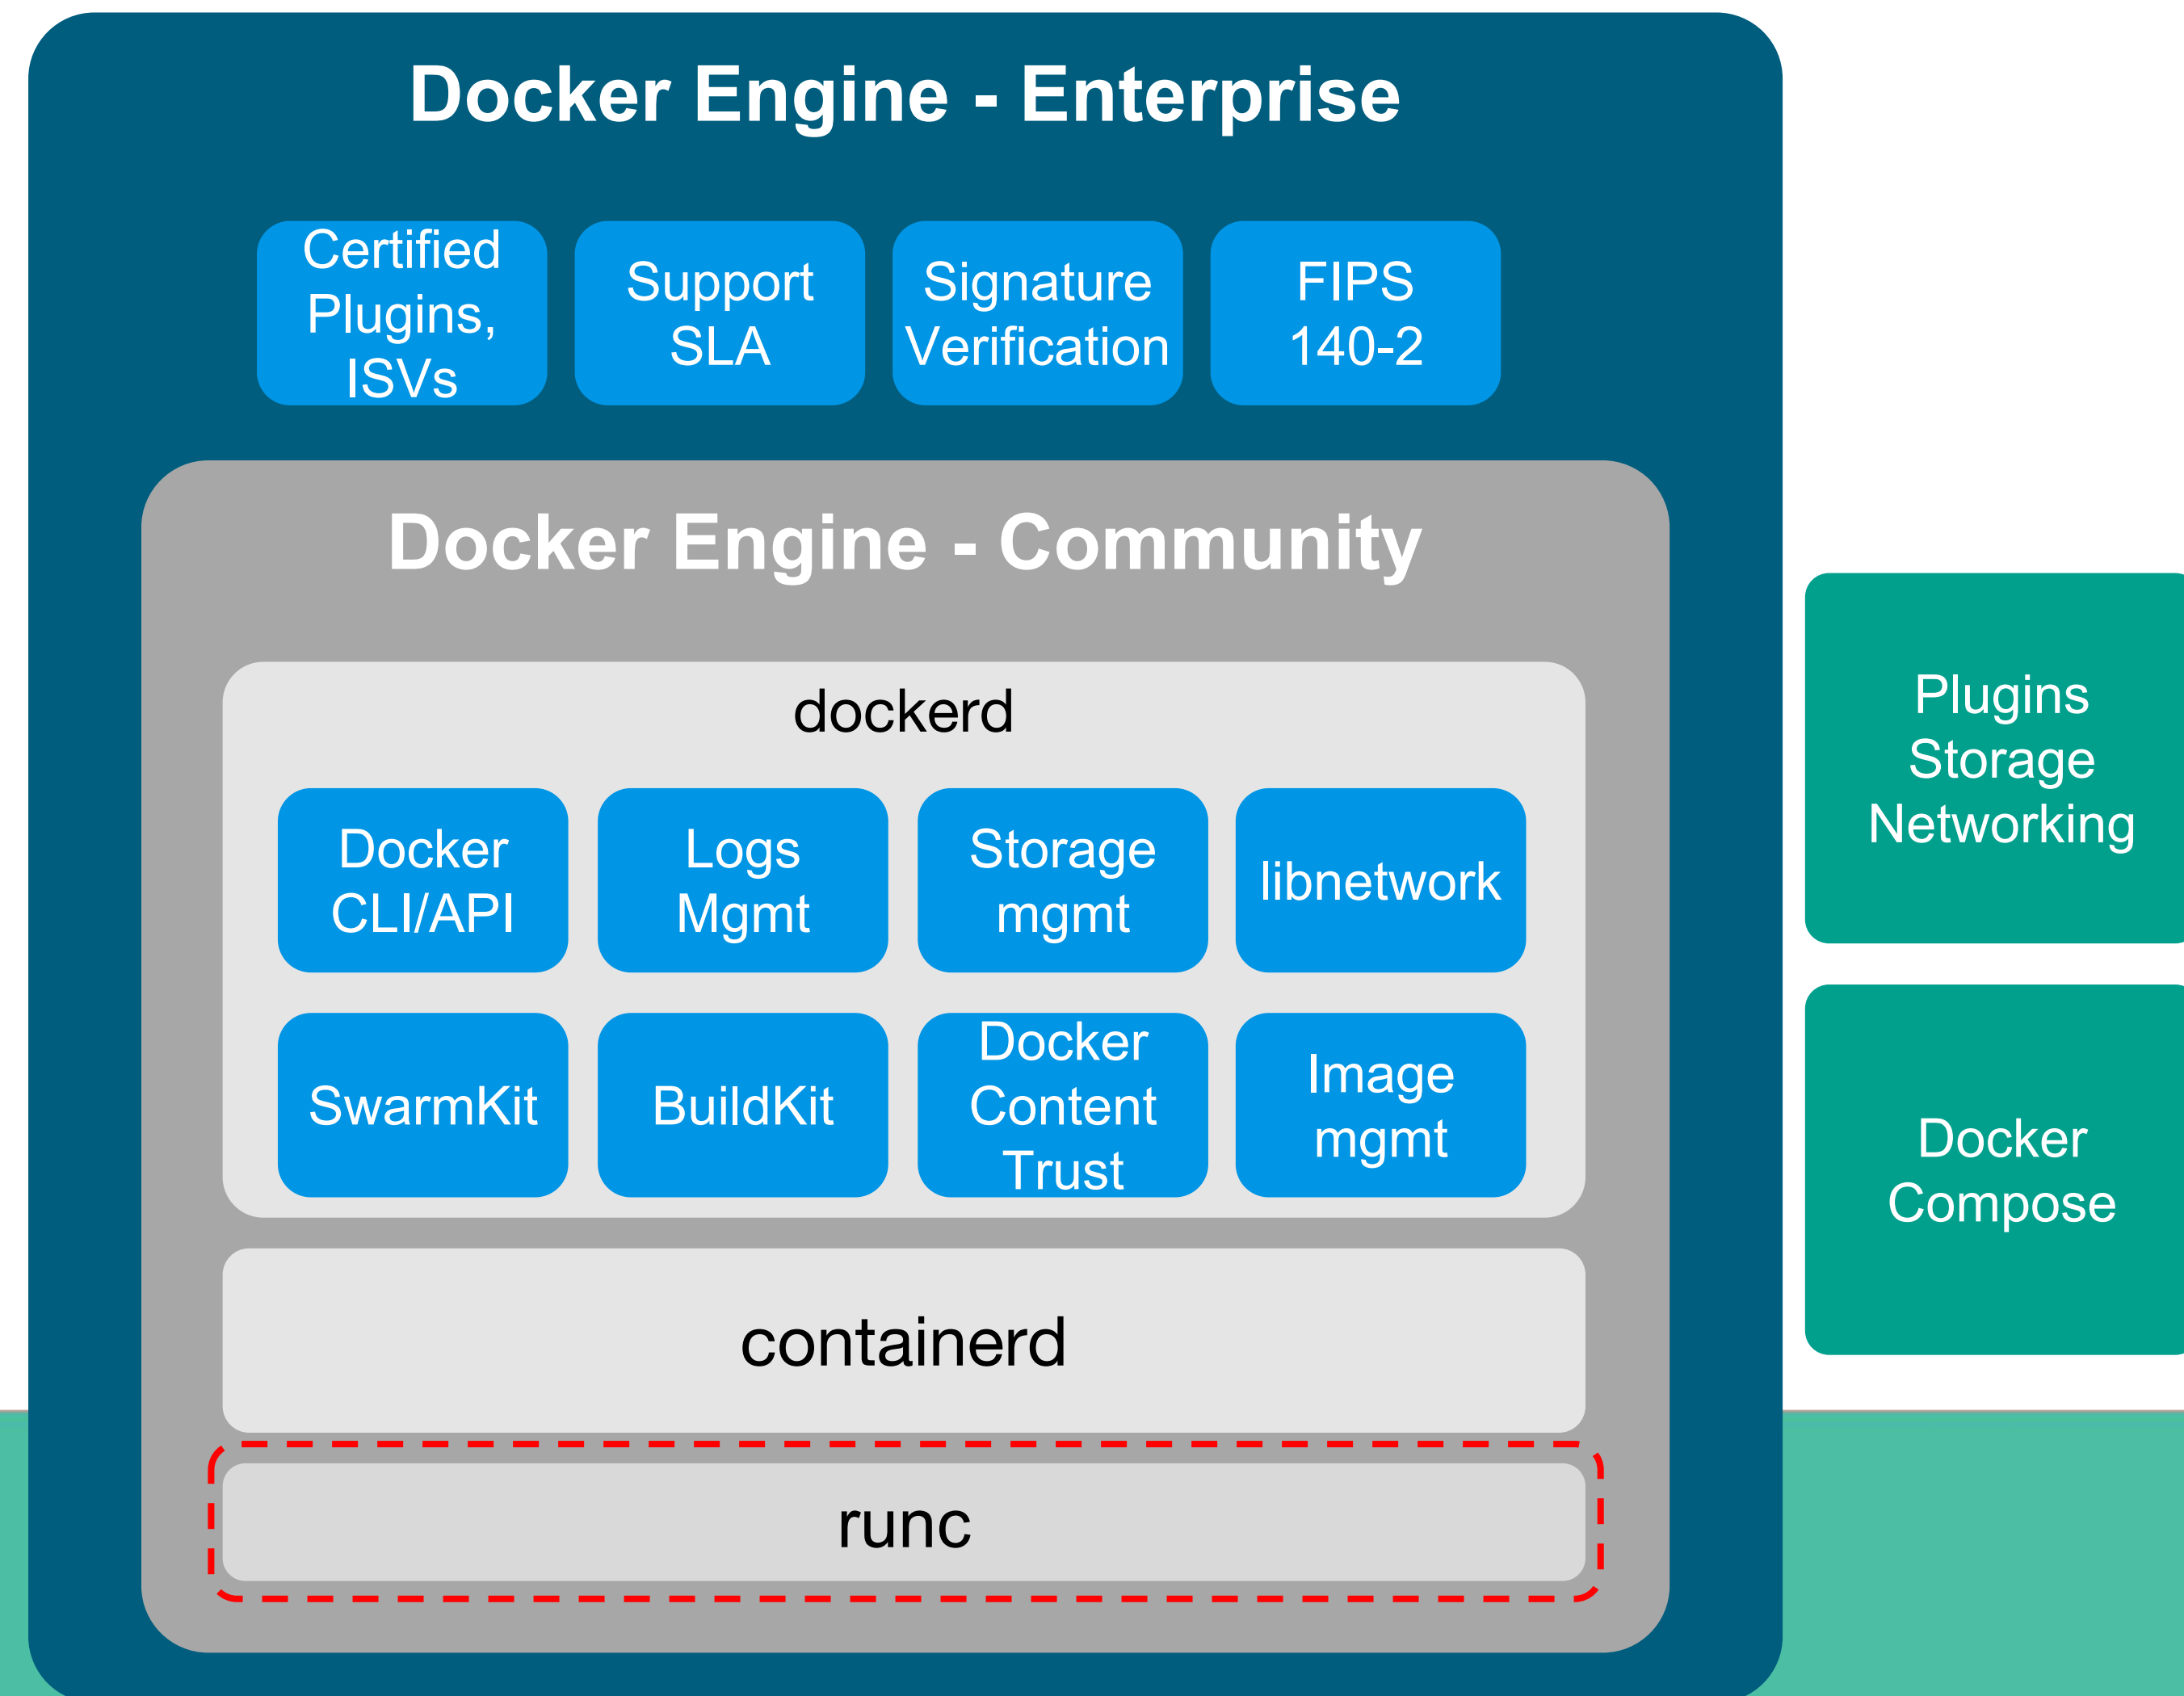 Docker Engine - Enterprise
Certified
Plugins,
ISVs
Support
SLA
Signature
Verification
FIPS
140-2
Docker Engine - Community
dockerd
Docker
CLI/API
Logs
Mgmt
Storage
mgmt
libnetwork
SwarmKit
BuildKit
Docker
Content
Trust
Image
mgmt
containerd
runc
Plugins
Storage
Networking
Docker
Compose